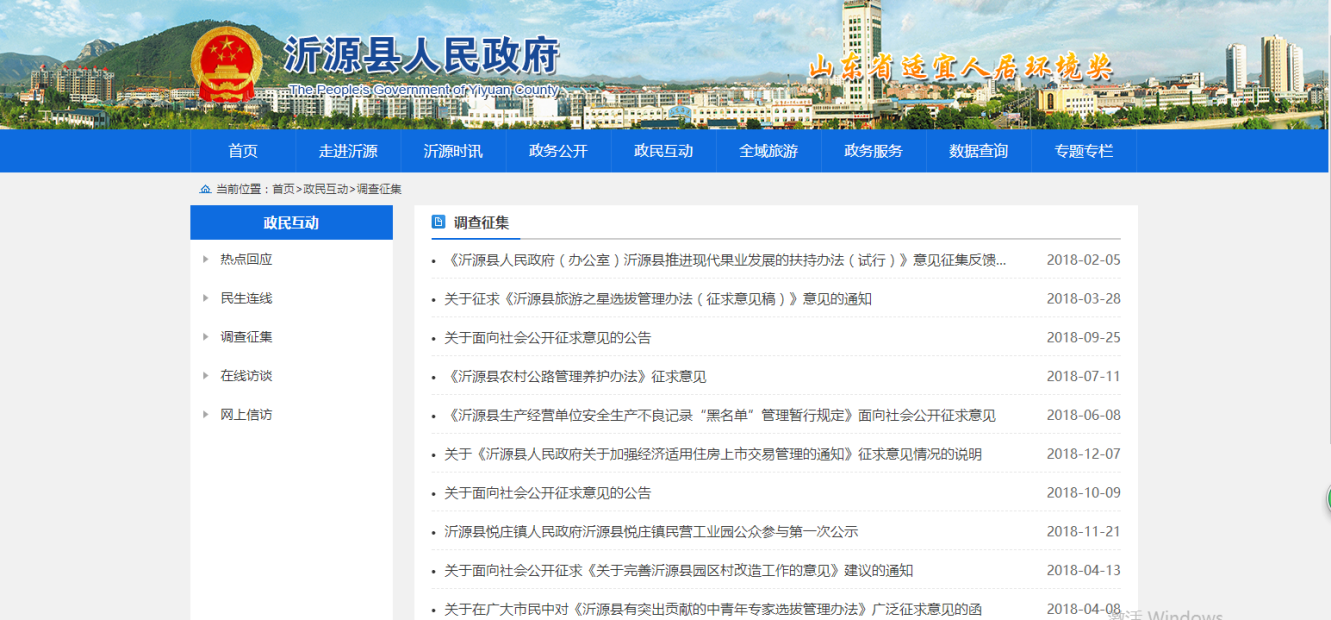 沂源县人民政府
The People's Government of Yiyuan County
山东省适宜人居环境奖
首页 走进沂源 沂源时讯 政务公开 政民互动 全域旅游 政务服务 数据查询 专题专栏
当前位置：首页>政民互动>调查征集
政民互动
热点回应
民生连线
调查征集
在线访谈
网上信访
调查征集
《沂源县人民政府（办公室）沂源县推进现代果业发展的扶持办法（试行）》意见征集反馈... 2018-02-05
关于征求《沂源县旅游之星选拔管理办法（征求意见稿）》意见的通知 2018-03-28
关于面向社会公开征求意见的公告 2018-09-25
《沂源县农村公路管理养护办法》征求意见 2018-07-11
《沂源县生产经营单位安全生产不良记录“黑名单”管理暂行规定》面向社会公开征求意见 2018-06-08
关于《沂源县人民政府关于加强经济适用住房上市交易管理的通知》征求意见情况的说明 2018-12-07
关于面向社会公开征求意见的公告 2018-10-09
沂源县悦庄镇人民政府沂源县悦庄镇民营工业园公众参与第一次公示 2018-11-21
关于面向社会公开征求《关于完善沂源县园区村改造工作的意见》建议的通知 2018-04-13
关于在广大市民中对《沂源县有突出贡献的中青年专家选拔管理办法》广泛征求意见的函 2018-04-08
激活 Windows